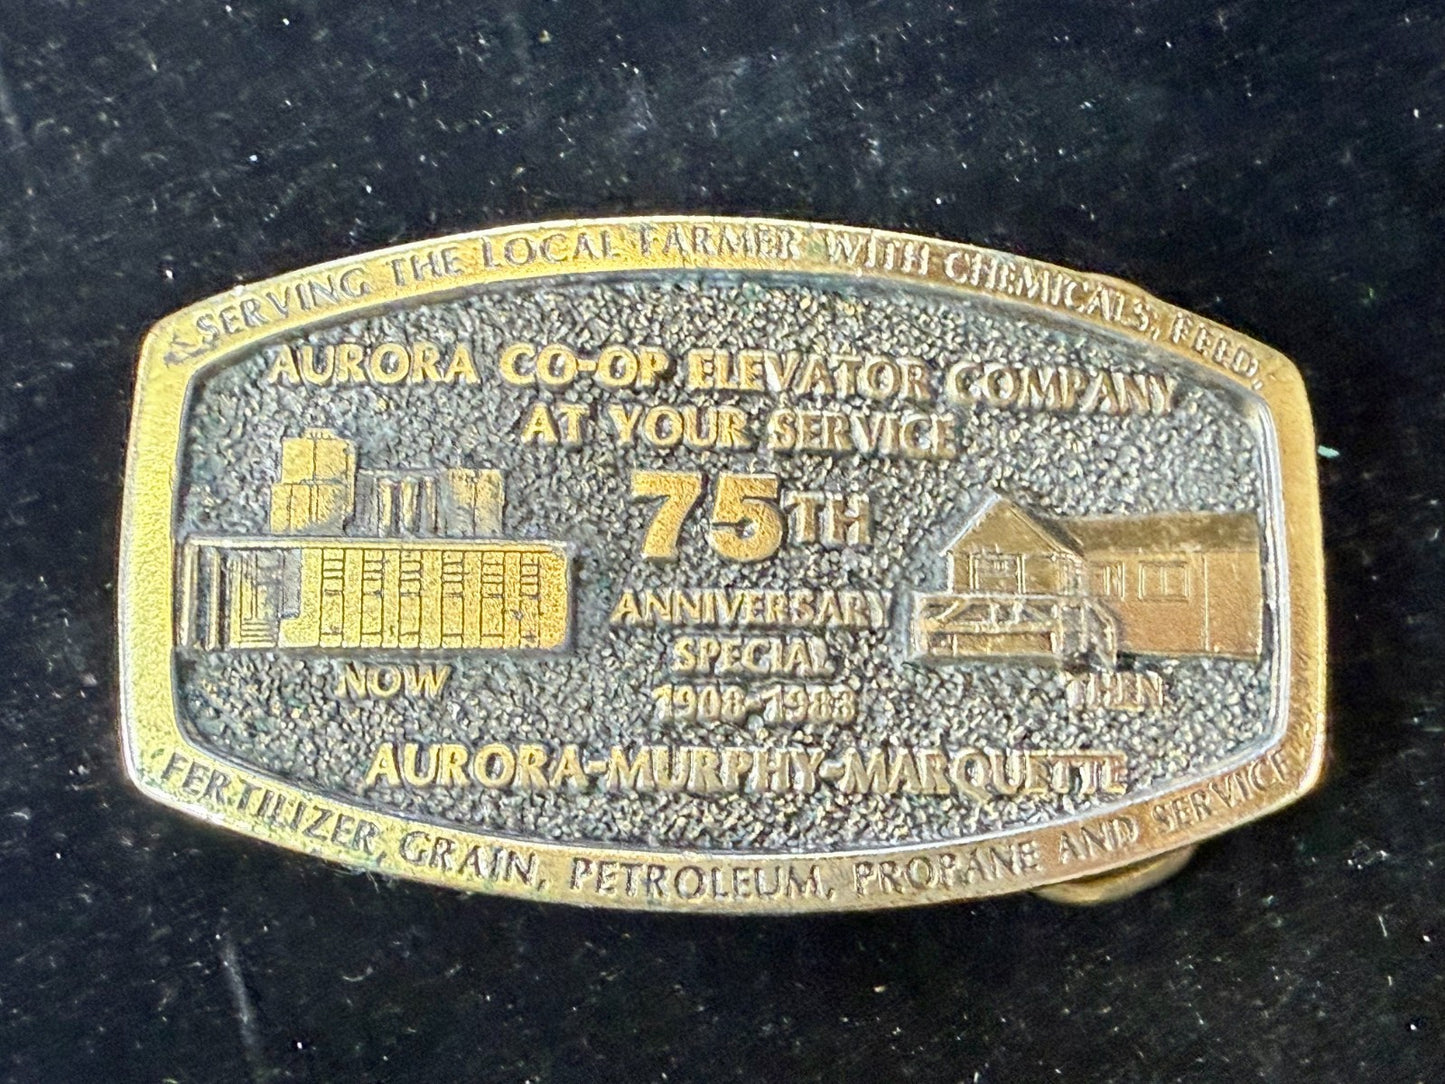 SERVING THE LOCAL FARMER WITH CHEMICALS, FEED,
AURORA CO-OP ELEVATOR COMPANY
AT YOUR SERVICE
75TH
ANNIVERSARY
SPECIAL
1908-1983
NOW
THEN
AURORA-MURPHY-MARQUETTE
FERTILIZER, GRAIN, PETROLEUM, PROPANE AND SERVICE